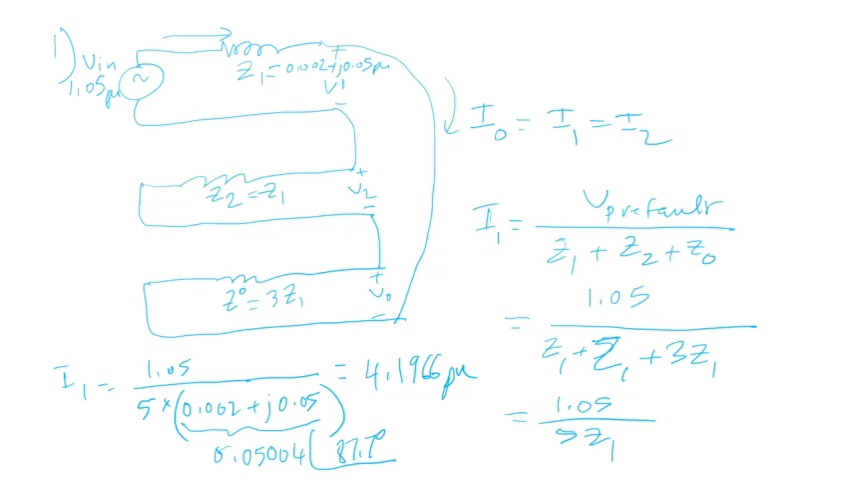 1)
Vin
1.05pu
~
Z₁=0.002+j0.05pu
+
V1
−
Z₂=Z₁
+
V₂
−
Z⁰=3Z₁
+
V₀
−
I₀ = I₁ = I₂
I₁ = Vprefault / Z₁ + Z₂ + Z₀
= 1.05 / Z₁ + Z₁ + 3Z₁
= 1.05 / 5Z₁
I₁ = 1.05 / 5×(0.002 + j0.05) = 4.1966pu
0.05004 ∠87.7°